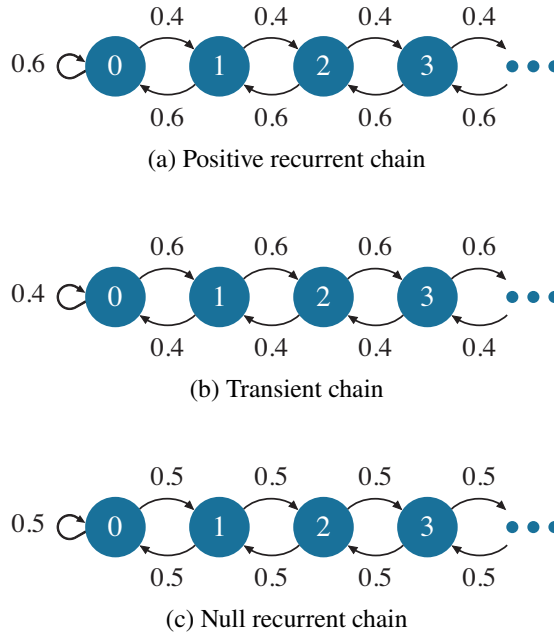 0.4 0.4 0.4 0.4
0.6 0 1 2 3
0.6 0.6 0.6 0.6
(a) Positive recurrent chain
0.6 0.6 0.6 0.6
0.4 0 1 2 3
0.4 0.4 0.4 0.4
(b) Transient chain
0.5 0.5 0.5 0.5
0.5 0 1 2 3
0.5 0.5 0.5 0.5
(c) Null recurrent chain